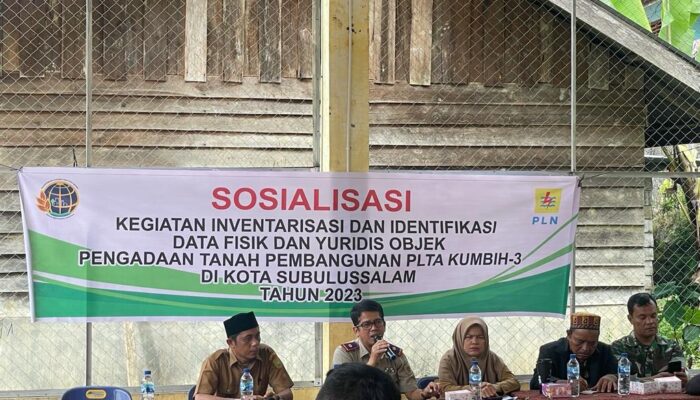 SOSIALISASI
KEGIATAN INVENTARISASI DAN IDENTIFIKASI
DATA FISIK DAN YURIDIS OBJEK
PENGADAAN TANAH PEMBANGUNAN PLTA KUMBIH-3
DI KOTA SUBULUSSALAM
TAHUN 2023
PLN